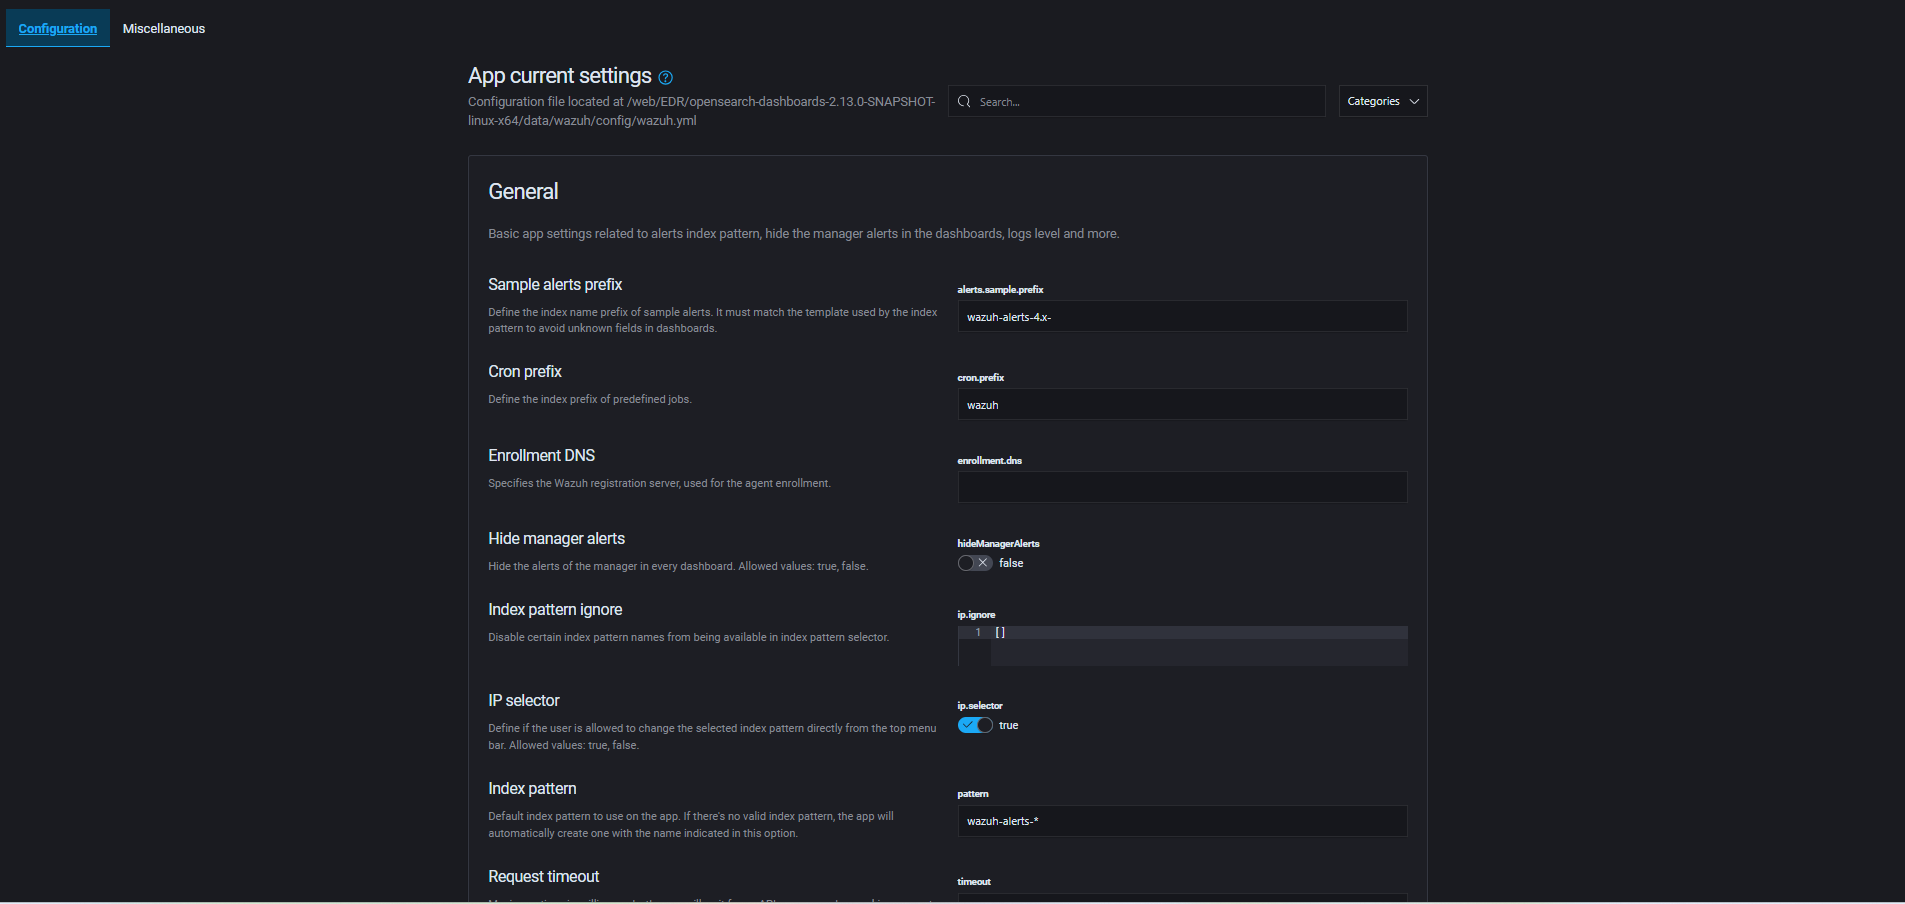 Configuration
Miscellaneous
App current settings
Configuration file located at /web/EDR/opensearch-dashboards-2.13.0-SNAPSHOT-
linux-x64/data/wazuh/config/wazuh.yml
Search...
Categories
General
Basic app settings related to alerts index pattern, hide the manager alerts in the dashboards, logs level and more.
Sample alerts prefix
Define the index name prefix of sample alerts. It must match the template used by the index
pattern to avoid unknown fields in dashboards.
alerts.sample.prefix
wazuh-alerts-4.x-
Cron prefix
Define the index prefix of predefined jobs.
cron.prefix
wazuh
Enrollment DNS
Specifies the Wazuh registration server, used for the agent enrollment.
enrollment.dns
Hide manager alerts
Hide the alerts of the manager in every dashboard. Allowed values: true, false.
hideManagerAlerts
false
Index pattern ignore
Disable certain index pattern names from being available in index pattern selector.
ip.ignore
1 []
IP selector
Define if the user is allowed to change the selected index pattern directly from the top menu
bar. Allowed values: true, false.
ip.selector
true
Index pattern
Default index pattern to use on the app. If there's no valid index pattern, the app will
automatically create one with the name indicated in this option.
pattern
wazuh-alerts-*
Request timeout
timeout